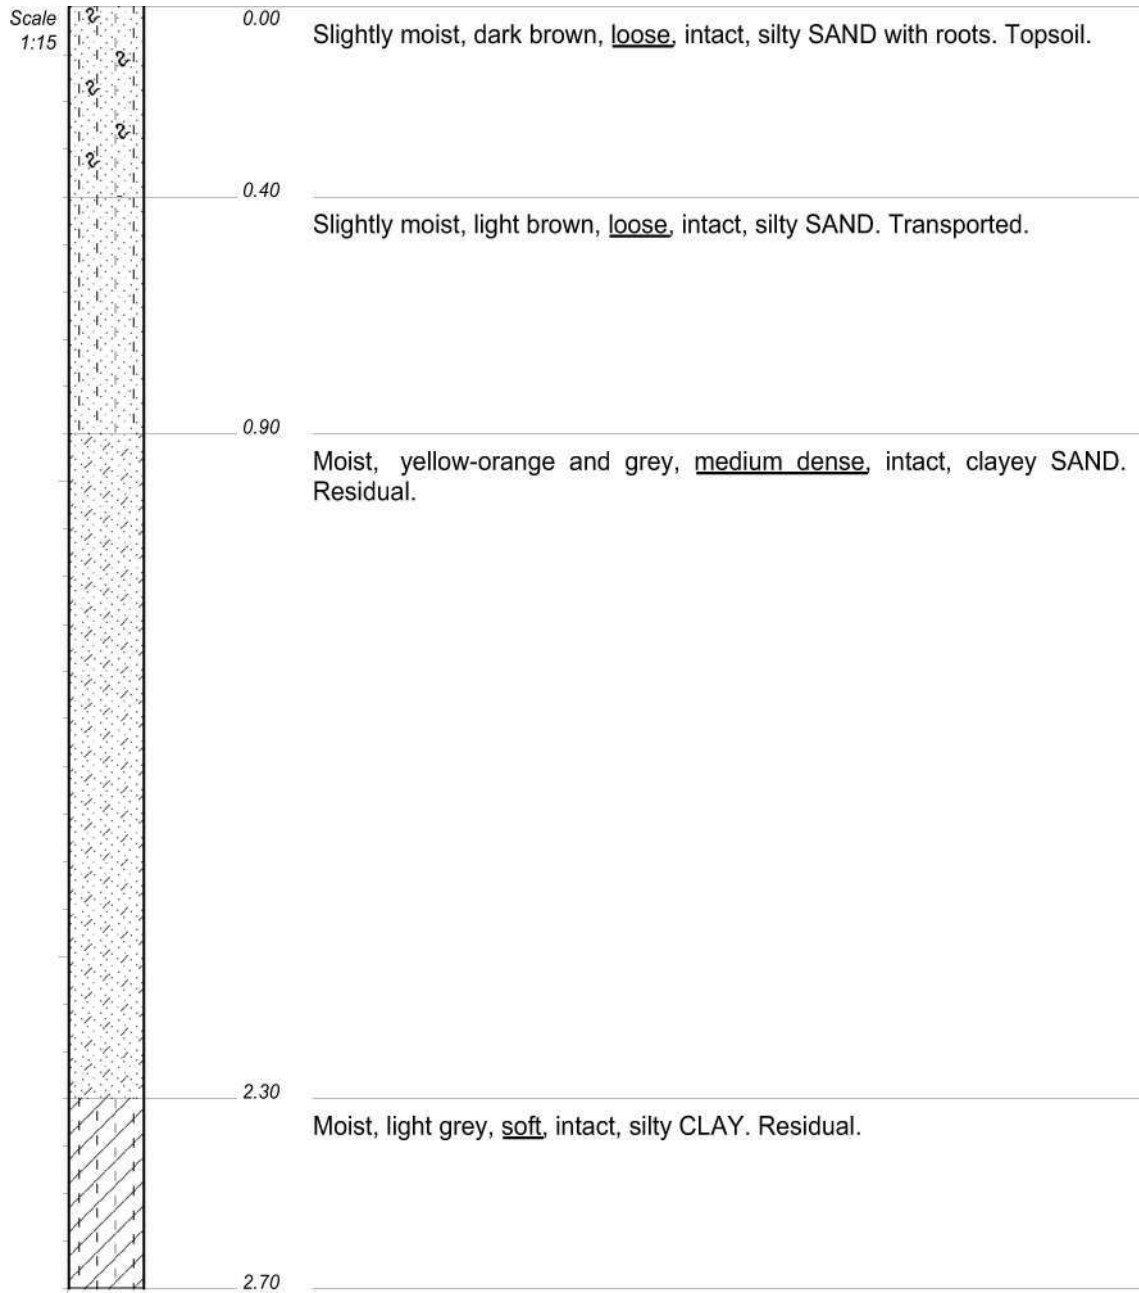 Scale
1:15
0.00
Slightly moist, dark brown, loose, intact, silty SAND with roots. Topsoil.
0.40
Slightly moist, light brown, loose, intact, silty SAND. Transported.
0.90
Moist, yellow-orange and grey, medium dense, intact, clayey SAND.
Residual.
2.30
Moist, light grey, soft, intact, silty CLAY. Residual.
2.70